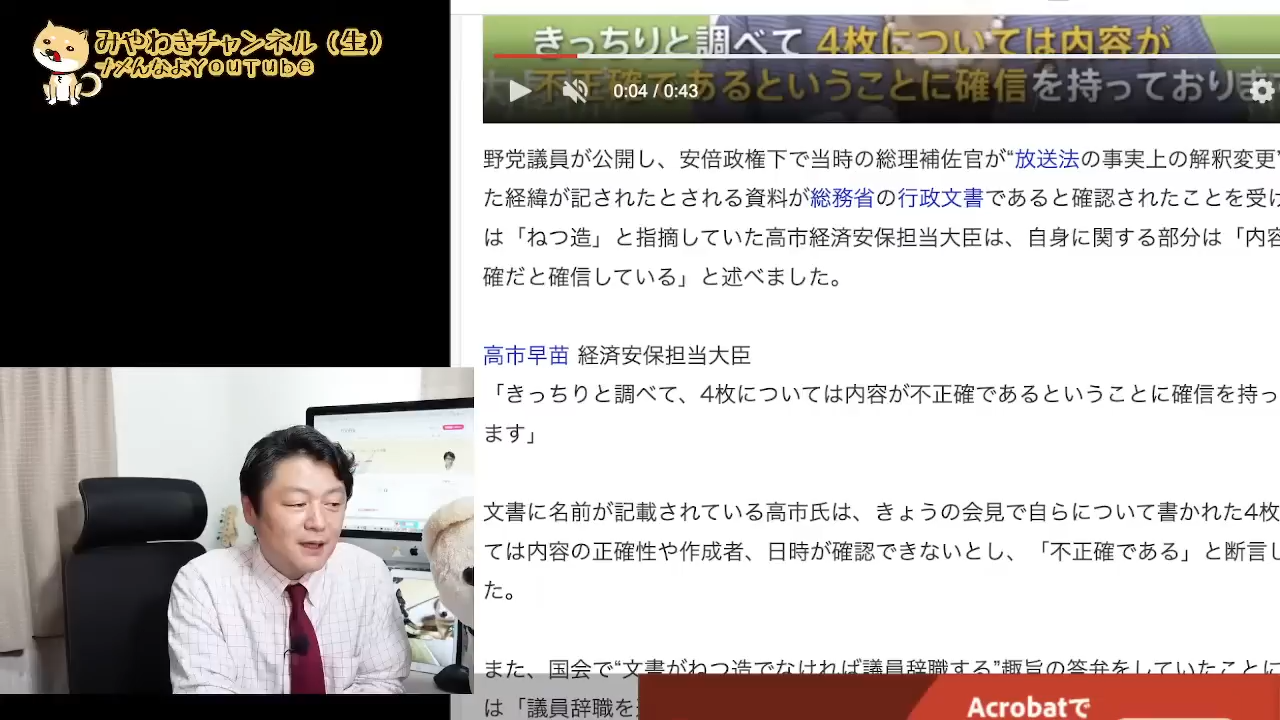 みやわきチャンネル（生）
ナメんなよYouTube
きっちりと調べて 4枚については内容が
不正確であるということに確信を持っておりま
0:04 / 0:43
野党議員が公開し、安倍政権下で当時の総理補佐官が“放送法の事実上の解釈変更”
た経緯が記されたとされる資料が総務省の行政文書であると確認されたことを受け
は「ねつ造」と指摘していた高市経済安保担当大臣は、自身に関する部分は「内容
確だと確信している」と述べました。
高市早苗 経済安保担当大臣
「きっちりと調べて、4枚については内容が不正確であるということに確信を持っ
ます」
文書に名前が記載されている高市氏は、きょうの会見で自らについて書かれた4枚
ては内容の正確性や作成者、日時が確認できないとし、「不正確である」と断言し
た。
また、国会で“文書がねつ造でなければ議員辞職する”趣旨の答弁をしていたことに
は「議員辞職を
Acrobatで